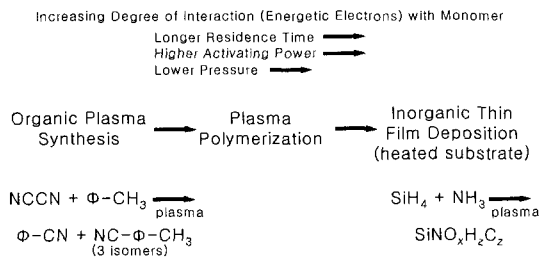 Increasing Degree of Interaction (Energetic Electrons) with Monomer
Longer Residence Time ⟶
Higher Activating Power ⟶
Lower Pressure ⟶
Organic Plasma Synthesis ⟶ Plasma Polymerization ⟶ Inorganic Thin Film Deposition (heated substrate)
NCCN + Φ–CH₃ ⟶ plasma
Φ–CN + NC–Φ–CH₃
(3 isomers)
SiH₄ + NH₃ ⟶ plasma
SiNOₓH_zC_z